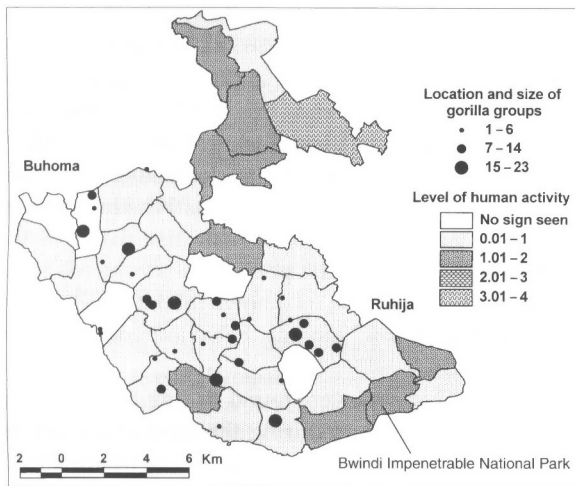 Location and size of
gorilla groups
1 – 6
7 – 14
15 – 23
Level of human activity
No sign seen
0.01 – 1
1.01 – 2
2.01 – 3
3.01 – 4
Buhoma
Ruhija
2 0 2 4 6 Km
Bwindi Impenetrable National Park